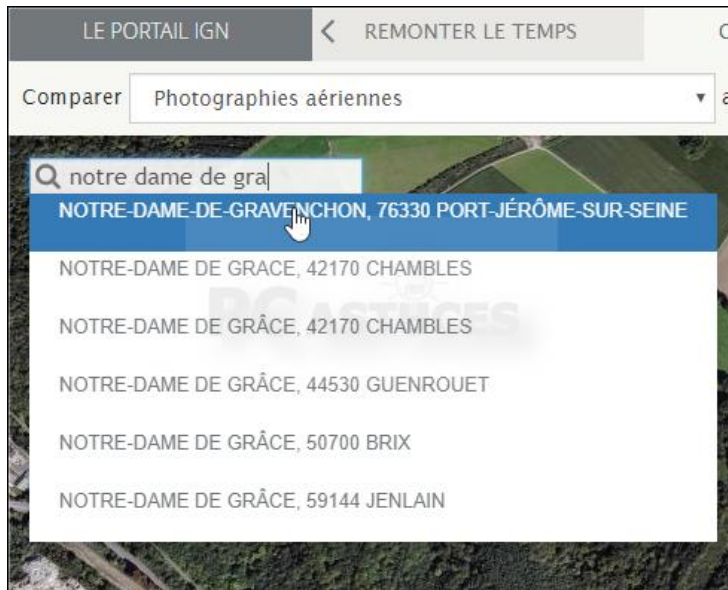 LE PORTAIL IGN
REMONTER LE TEMPS
Comparer Photographies aériennes
notre dame de gra
NOTRE-DAME-DE-GRAVENCHON, 76330 PORT-JÉRÔME-SUR-SEINE
NOTRE-DAME DE GRACE, 42170 CHAMBLES
PC ASTUCES
NOTRE-DAME DE GRÂCE, 42170 CHAMBLES
NOTRE-DAME DE GRÂCE, 44530 GUENROUET
NOTRE-DAME DE GRÂCE, 50700 BRIX
NOTRE-DAME DE GRÂCE, 59144 JENLAIN